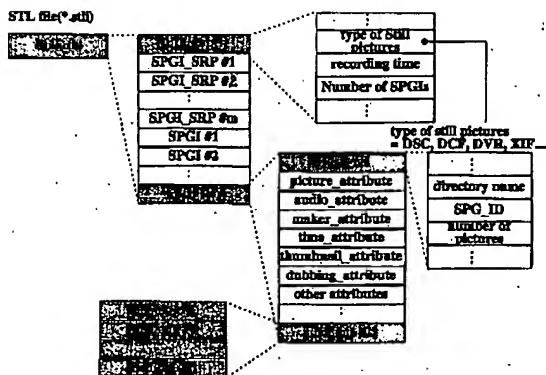 STL file(*.stl)
SPGI_SRP #1
SPGI_SRP #2
SPGI_SRP #m
SPGI #1
SPGI #2
type of Still
pictures
recording time
Number of SPGIs
type of still pictures
= DSC, DCF, DVR, XIF
directory name
SPG_ID
number of
pictures
picture_attribute
audio_attribute
maker_attribute
time_attribute
thumbnail_attribute
dubbing_attribute
other attributes